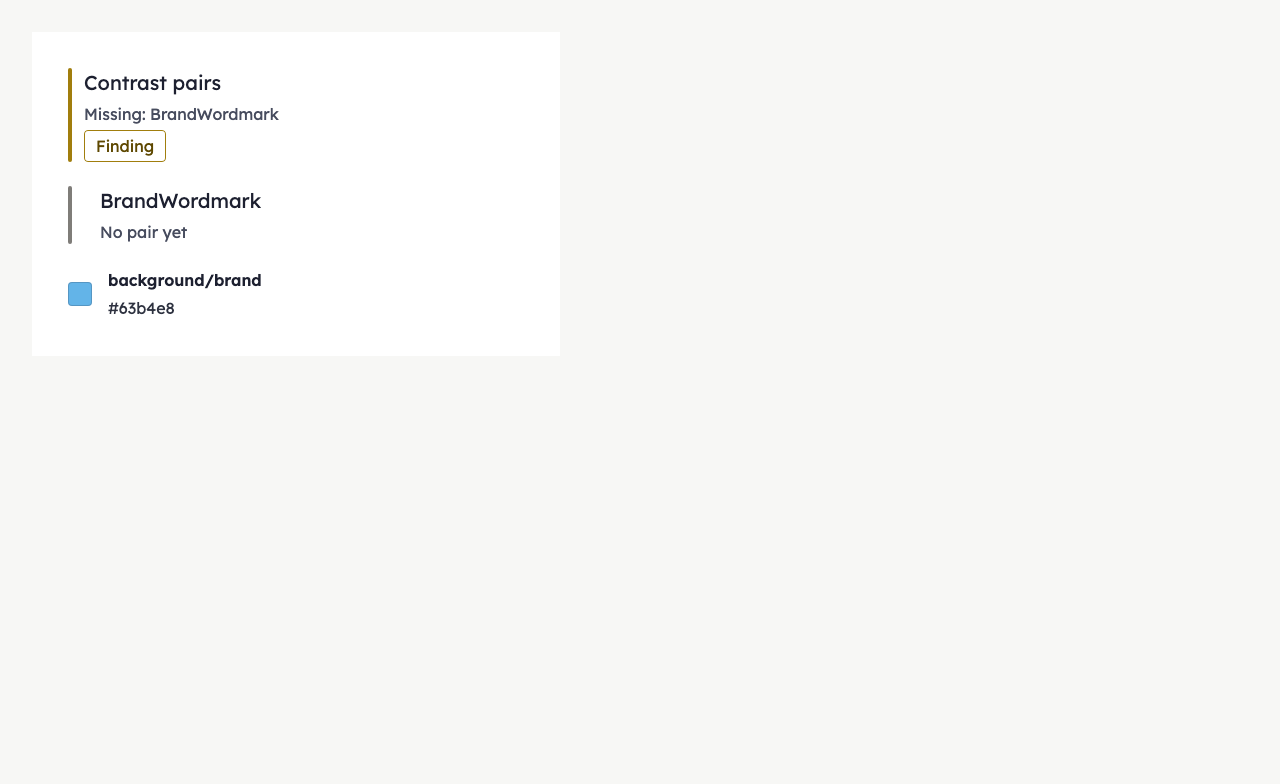 Contrast pairs
Missing: BrandWordmark
Finding
BrandWordmark
No pair yet
background/brand
#63b4e8